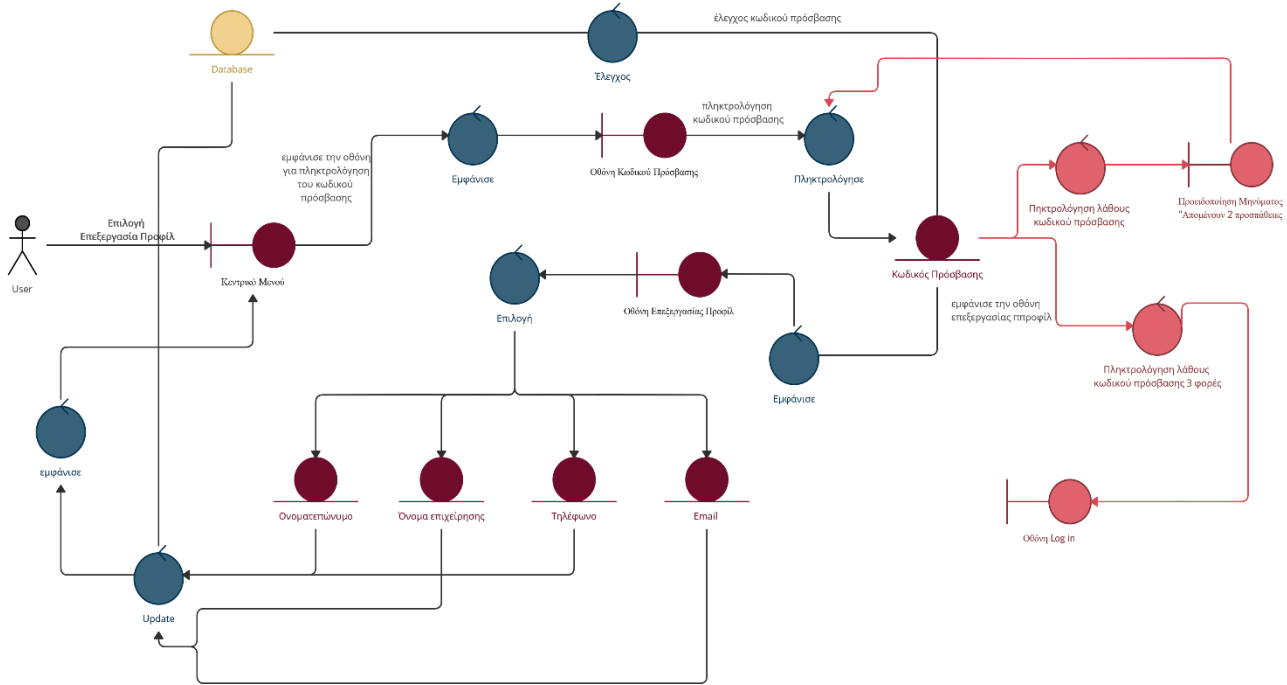 έλεγχος κωδικού πρόσβασης
Database
Έλεγχος
πληκτρολόγηση
κωδικού πρόσβασης
εμφάνισε την οθόνη
για πληκτρολόγηση
του κωδικού
πρόσβασης
Εμφάνισε
Οθόνη Κωδικού Πρόσβασης
Πληκτρολόγησε
Πηκτρολόγηση λάθους
κωδικού πρόσβασης
Προειδοποίηση Μηνύματος
"Απομένουν 2 προσπάθειες
Επιλογή
Επεξεργασία Προφίλ
User
Κεντρικό Μενού
Κωδικός Πρόσβασης
Επιλογή
Οθόνη Επεξεργασίας Προφίλ
εμφάνισε την οθόνη
επεξεργασίας ππροφίλ
Εμφάνισε
Πληκτρολόγηση λάθους
κωδικού πρόσβασης 3 φορές
εμφάνισε
Ονοματεπώνυμο
Όνομα επιχείρησης
Τηλέφωνο
Email
Οθόνη Log in
Update